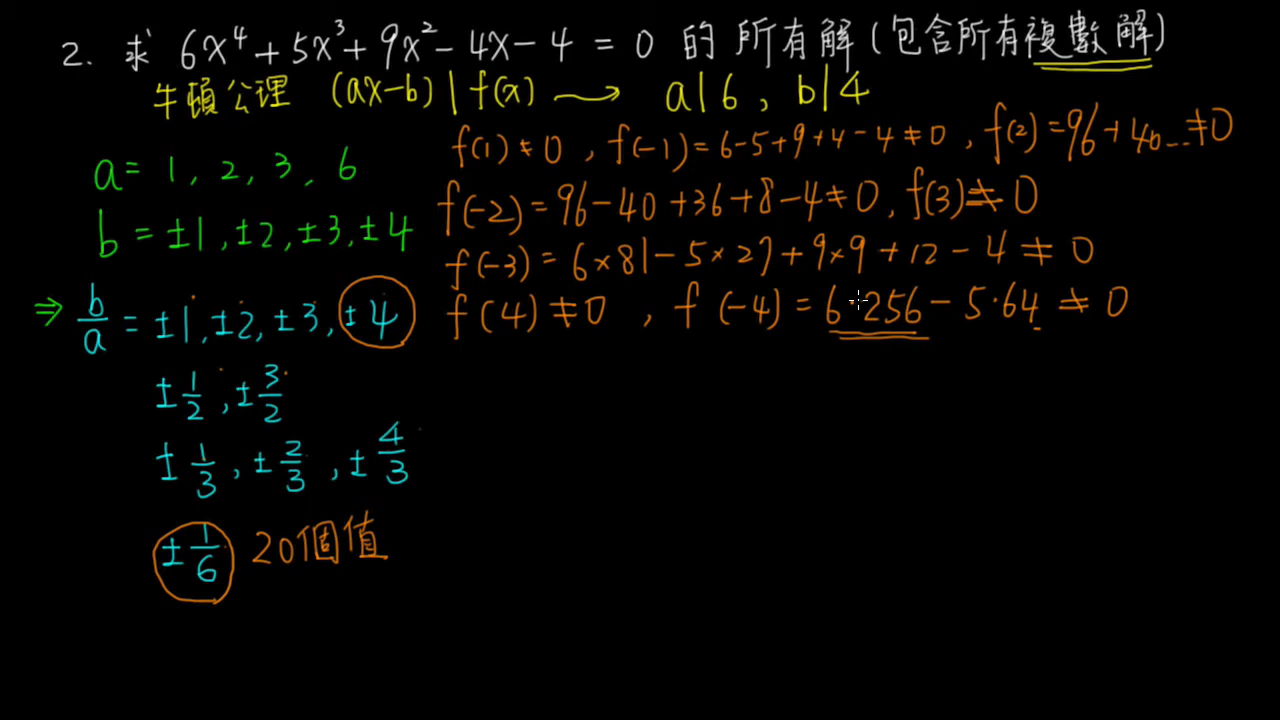 2. 求 6x⁴ + 5x³ + 9x² - 4x - 4 = 0 的所有解(包含所有複數解)
牛頓公理 (ax-b) | f(x) ⟶ a|6 , b|4
a = 1, 2, 3, 6
b = ±1, ±2, ±3, ±4
⇒ b/a = ±1, ±2, ±3, ±4
±1/2, ±3/2
±1/3, ±2/3, ±4/3
±1/6 20個值
f(1) ≠ 0 , f(-1) = 6-5+9+4-4 ≠ 0 , f(2) = 96+40... ≠ 0
f(-2) = 96-40+36+8-4 ≠ 0, f(3) ≠ 0
f(-3) = 6×81-5×27+9×9+12-4 ≠ 0
f(4) ≠ 0 , f(-4) = 6·256-5·64 ≠ 0